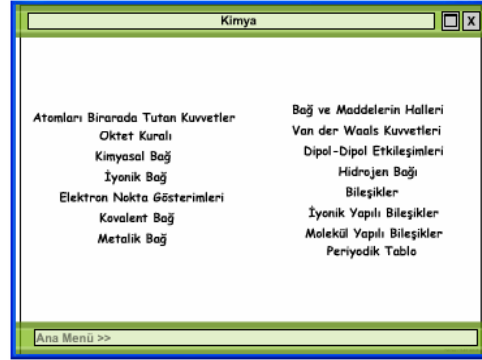 Kimya
X
Atomları Birarada Tutan Kuvvetler
Oktet Kuralı
Kimyasal Bağ
İyonik Bağ
Elektron Nokta Gösterimleri
Kovalent Bağ
Metalik Bağ
Bağ ve Maddelerin Halleri
Van der Waals Kuvvetleri
Dipol-Dipol Etkileşimleri
Hidrojen Bağı
Bileşikler
İyonik Yapılı Bileşikler
Molekül Yapılı Bileşikler
Periyodik Tablo
Ana Menü >>